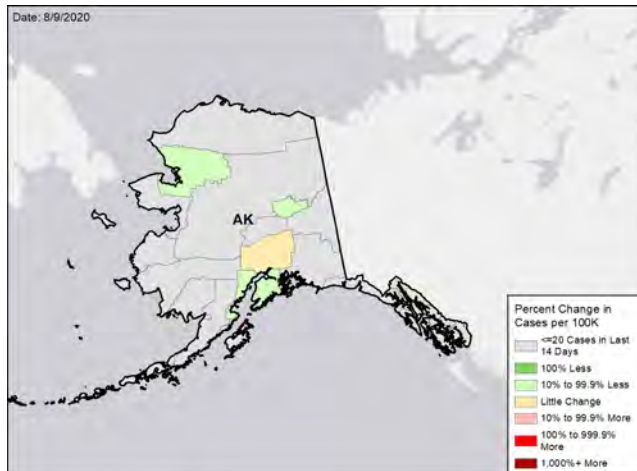 Date: 8/9/2020
AK
Percent Change in
Cases per 100K
<=20 Cases in Last
14 Days
100% Less
10% to 99.9% Less
Little Change
10% to 99.9% More
100% to 999.9%
More
1,000%+ More